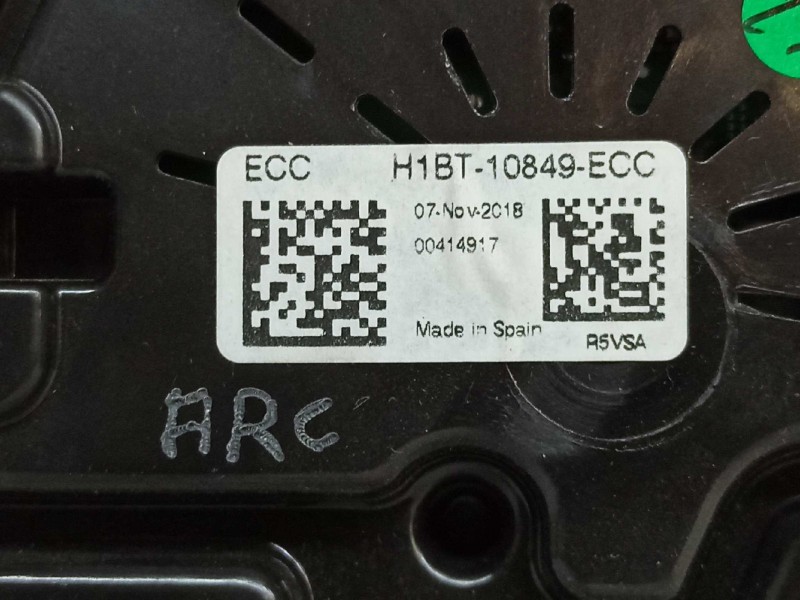 ECC H1BT-10849-ECC
07-Nov-2018
00414917
Made in Spain
R5VSA
ARC